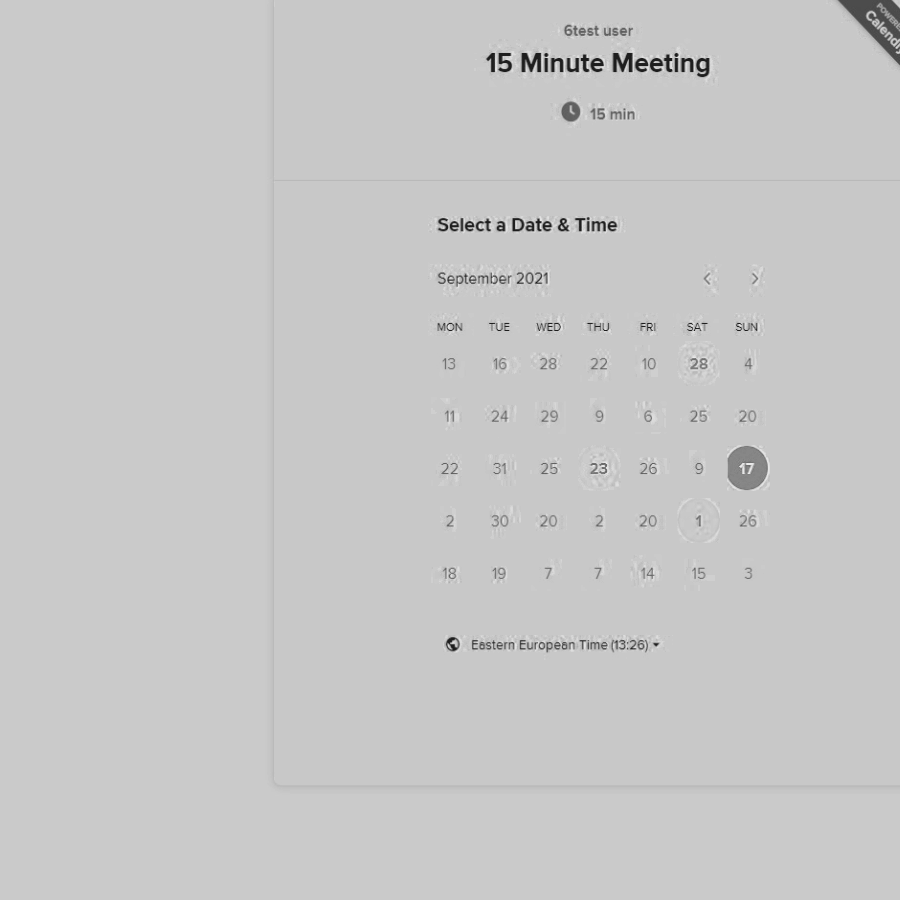 POWERED
Calendly
6test user
15 Minute Meeting
15 min
Select a Date & Time
September 2021
MON TUE WED THU FRI SAT SUN
13 16 28 22 10 28 4
11 24 29 9 6 25 20
22 31 25 23 26 9 17
2 30 20 2 20 1 26
18 19 7 7 14 15 3
Eastern European Time (13:26)